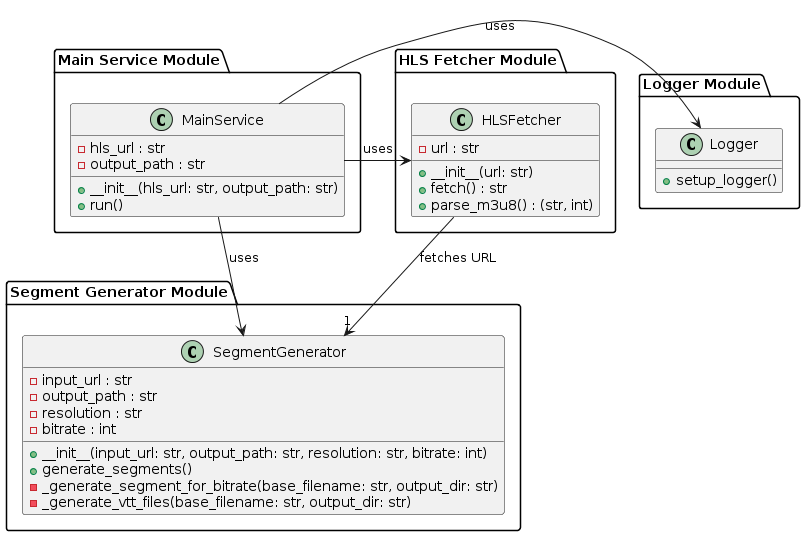 uses
Main Service Module
C MainService
hls_url : str
output_path : str
__init__(hls_url: str, output_path: str)
run()
uses
HLS Fetcher Module
C HLSFetcher
url : str
__init__(url: str)
fetch() : str
parse_m3u8() : (str, int)
Logger Module
C Logger
setup_logger()
uses
fetches URL
1
Segment Generator Module
C SegmentGenerator
input_url : str
output_path : str
resolution : str
bitrate : int
__init__(input_url: str, output_path: str, resolution: str, bitrate: int)
generate_segments()
_generate_segment_for_bitrate(base_filename: str, output_dir: str)
_generate_vtt_files(base_filename: str, output_dir: str)